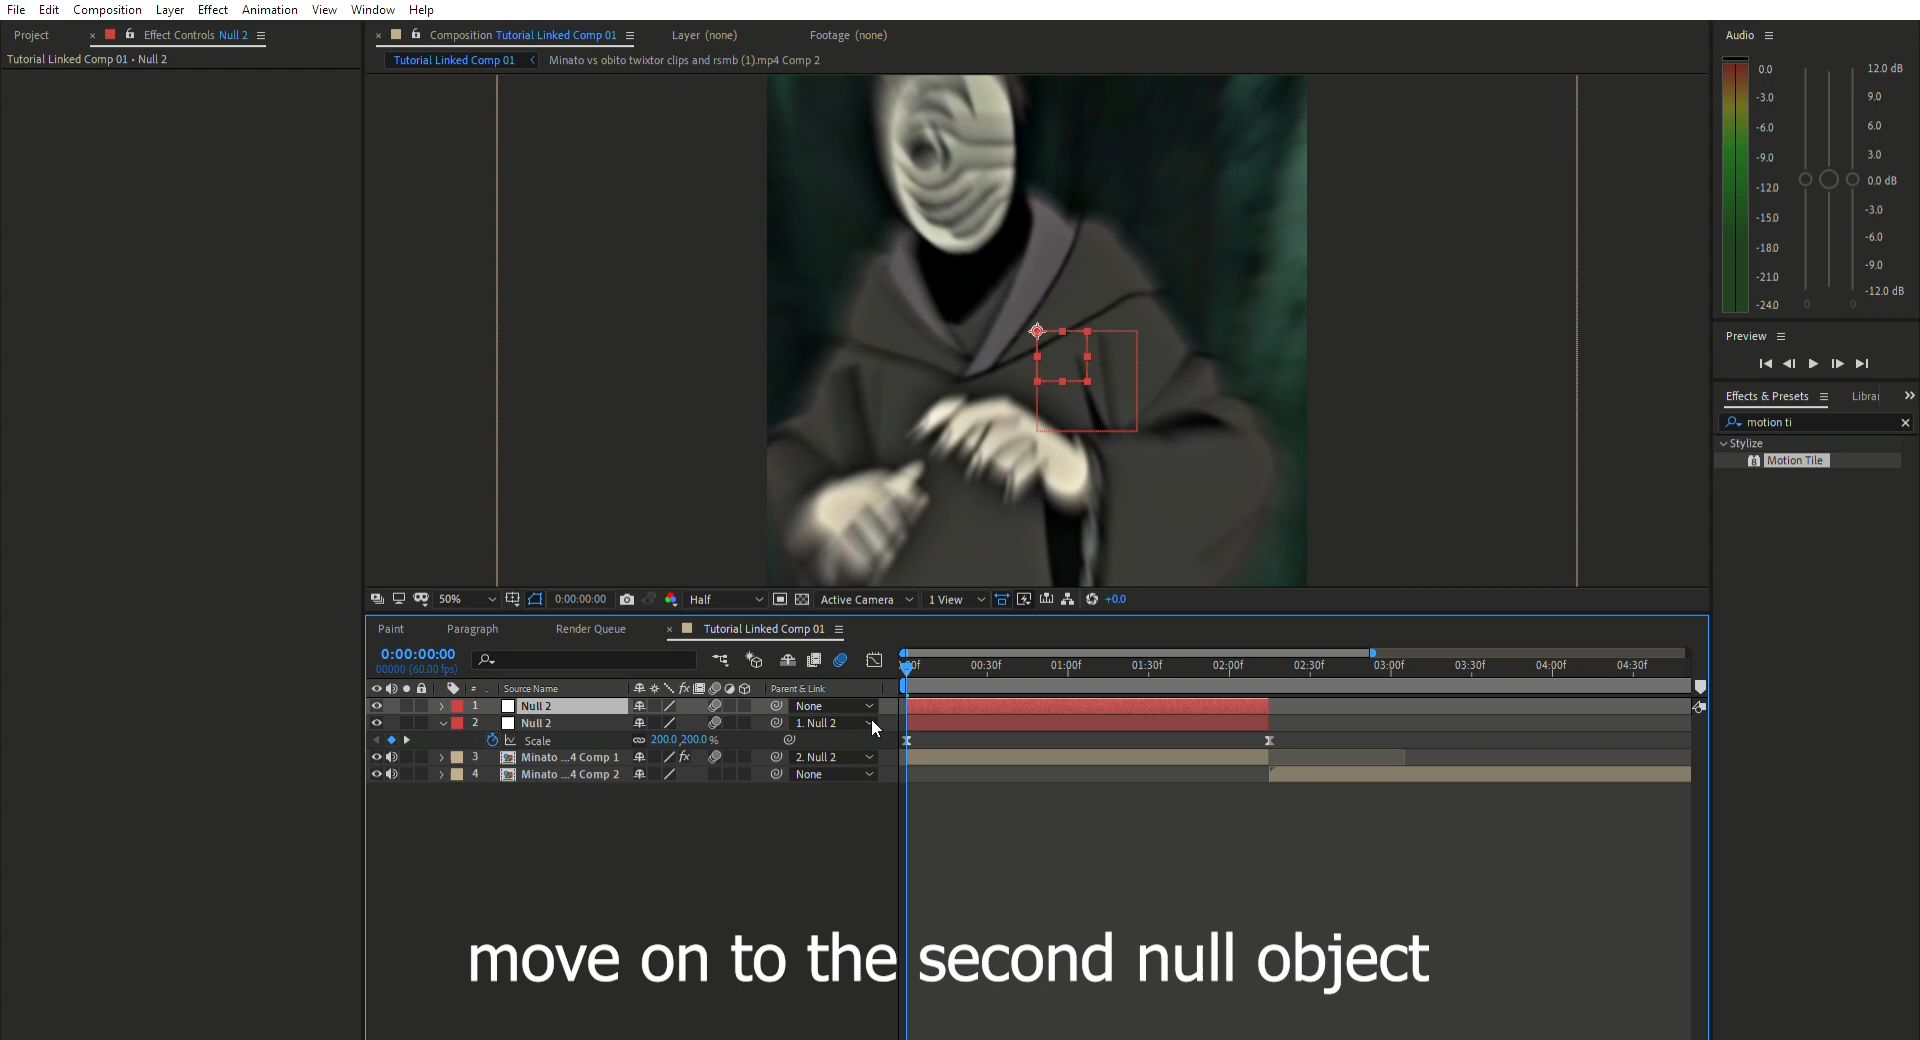 File Edit Composition Layer Effect Animation View Window Help
Project × Effect Controls Null 2
Tutorial Linked Comp 01 • Null 2
× Composition Tutorial Linked Comp 01 Layer (none) Footage (none)
Tutorial Linked Comp 01 < Minato vs obito twixtor clips and rsmb (1).mp4 Comp 2
Audio
0.0 12.0 dB
-3.0 9.0
-6.0 6.0
-9.0 3.0
-12.0 0.0 dB
-15.0 -3.0
-18.0 -6.0
-21.0 -9.0
-24.0 0 0 -12.0 dB
Preview
Effects & Presets Librar
motion ti
Stylize
8 Motion Tile
50% 0:00:00:00 Half Active Camera 1 View +0.0
Paint Paragraph Render Queue × Tutorial Linked Comp 01
0:00:00:00
00000 (60.00 fps)
00f 00:30f 01:00f 01:30f 02:00f 02:30f 03:00f 03:30f 04:00f 04:30f
# . Source Name fx Parent & Link
1 Null 2 None
2 Null 2 1. Null 2
Scale 200.0,200.0 %
3 Minato ...4 Comp 1 fx 2. Null 2
4 Minato ...4 Comp 2 None
move on to the second null object